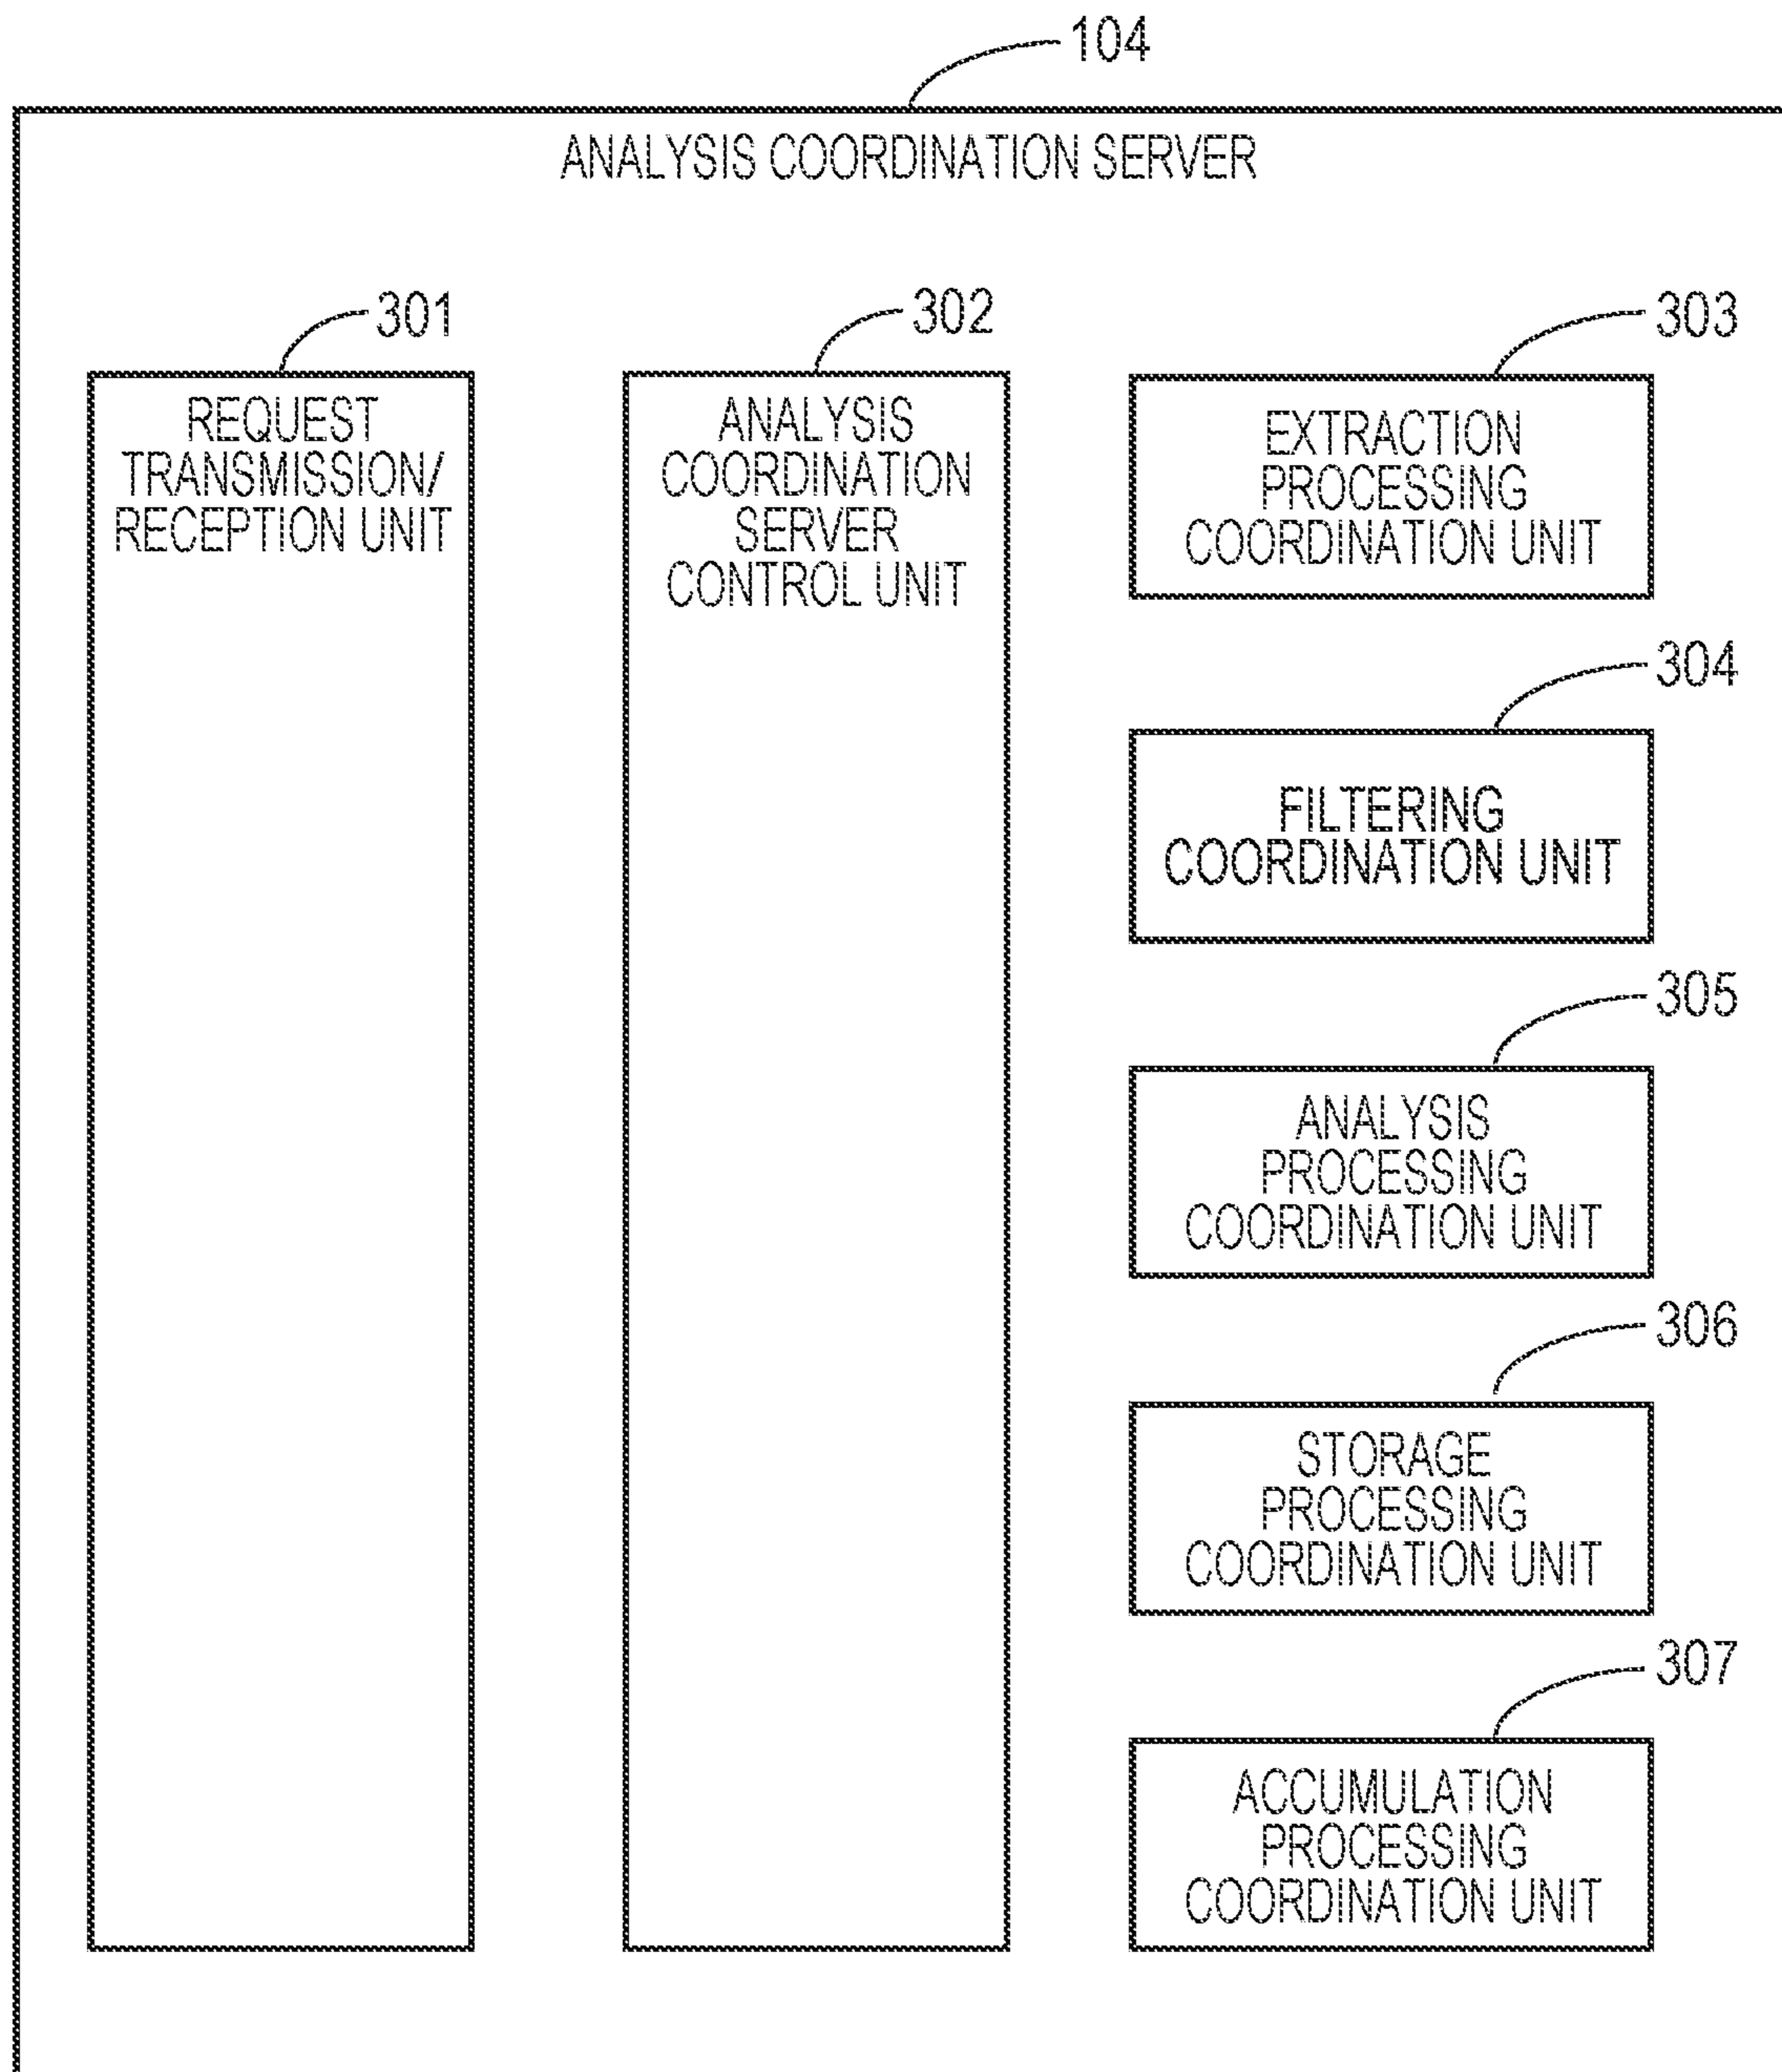 104
ANALYSIS COORDINATION SERVER
301
REQUEST
TRANSMISSION/
RECEPTION UNIT
302
ANALYSIS
COORDINATION
SERVER
CONTROL UNIT
303
EXTRACTION
PROCESSING
COORDINATION UNIT
304
FILTERING
COORDINATION UNIT
305
ANALYSIS
PROCESSING
COORDINATION UNIT
306
STORAGE
PROCESSING
COORDINATION UNIT
307
ACCUMULATION
PROCESSING
COORDINATION UNIT